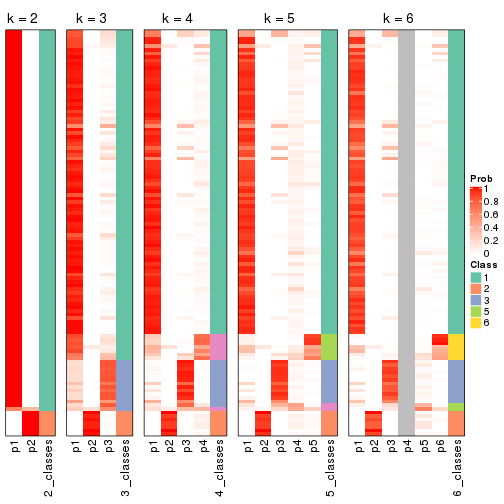 k = 2
k = 3
k = 4
k = 5
k = 6
p1
p2
2_classes
p1
p2
p3
3_classes
p1
p2
p3
p4
4_classes
p1
p2
p3
p4
p5
5_classes
p1
p2
p3
p4
p5
p6
6_classes
Prob
1
0.8
0.6
0.4
0.2
0
Class
1
2
3
5
6